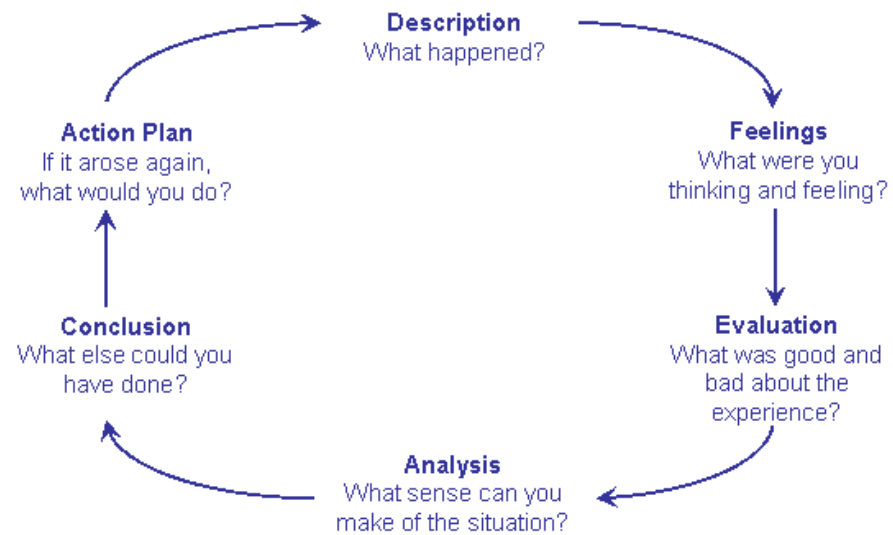 Description
What happened?
Feelings
What were you
thinking and feeling?
Evaluation
What was good and
bad about the
experience?
Analysis
What sense can you
make of the situation?
Conclusion
What else could you
have done?
Action Plan
If it arose again,
what would you do?